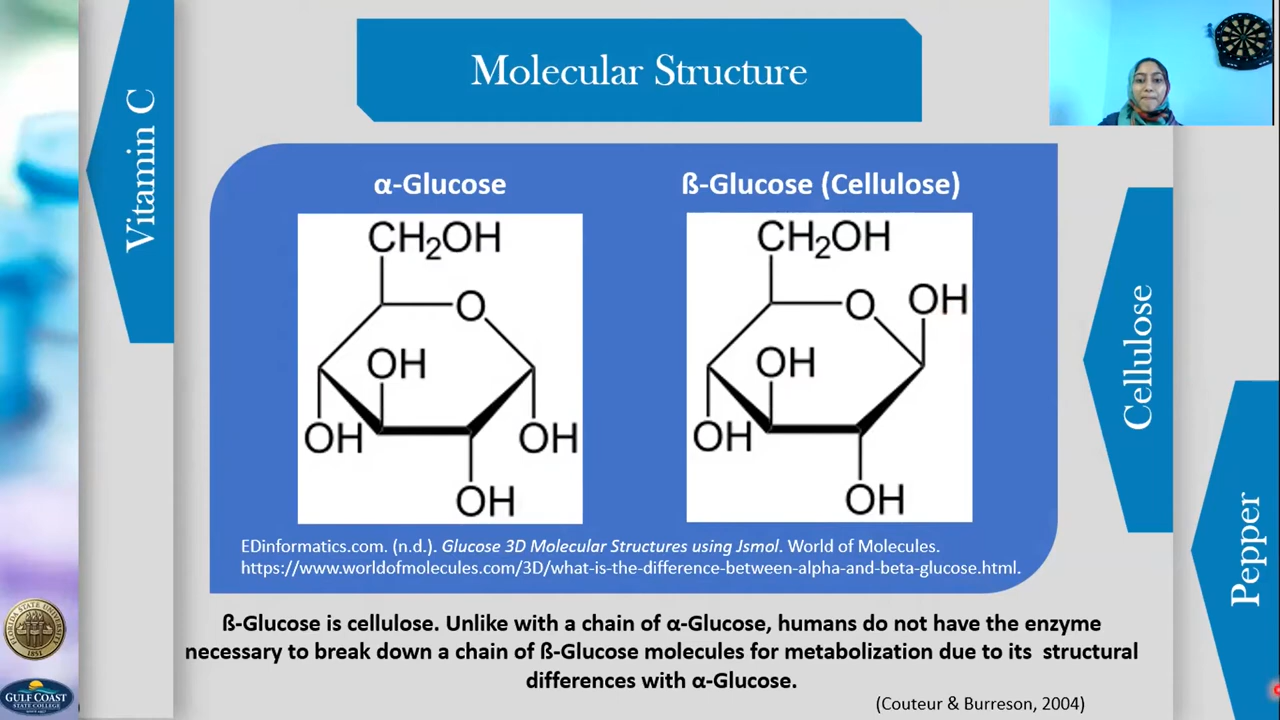 Molecular Structure
Vitamin C
α-Glucose
ß-Glucose (Cellulose)
CH2OH
O
OH
OH
OH
OH
CH2OH
O
OH
OH
OH
OH
EDinformatics.com. (n.d.). Glucose 3D Molecular Structures using Jsmol. World of Molecules.
https://www.worldofmolecules.com/3D/what-is-the-difference-between-alpha-and-beta-glucose.html.
Cellulose
Pepper
ß-Glucose is cellulose. Unlike with a chain of α-Glucose, humans do not have the enzyme
necessary to break down a chain of ß-Glucose molecules for metabolization due to its structural
differences with α-Glucose.
(Couteur & Burreson, 2004)
FLORIDA STATE UNIVERSITY
1851
GULF COAST
STATE COLLEGE